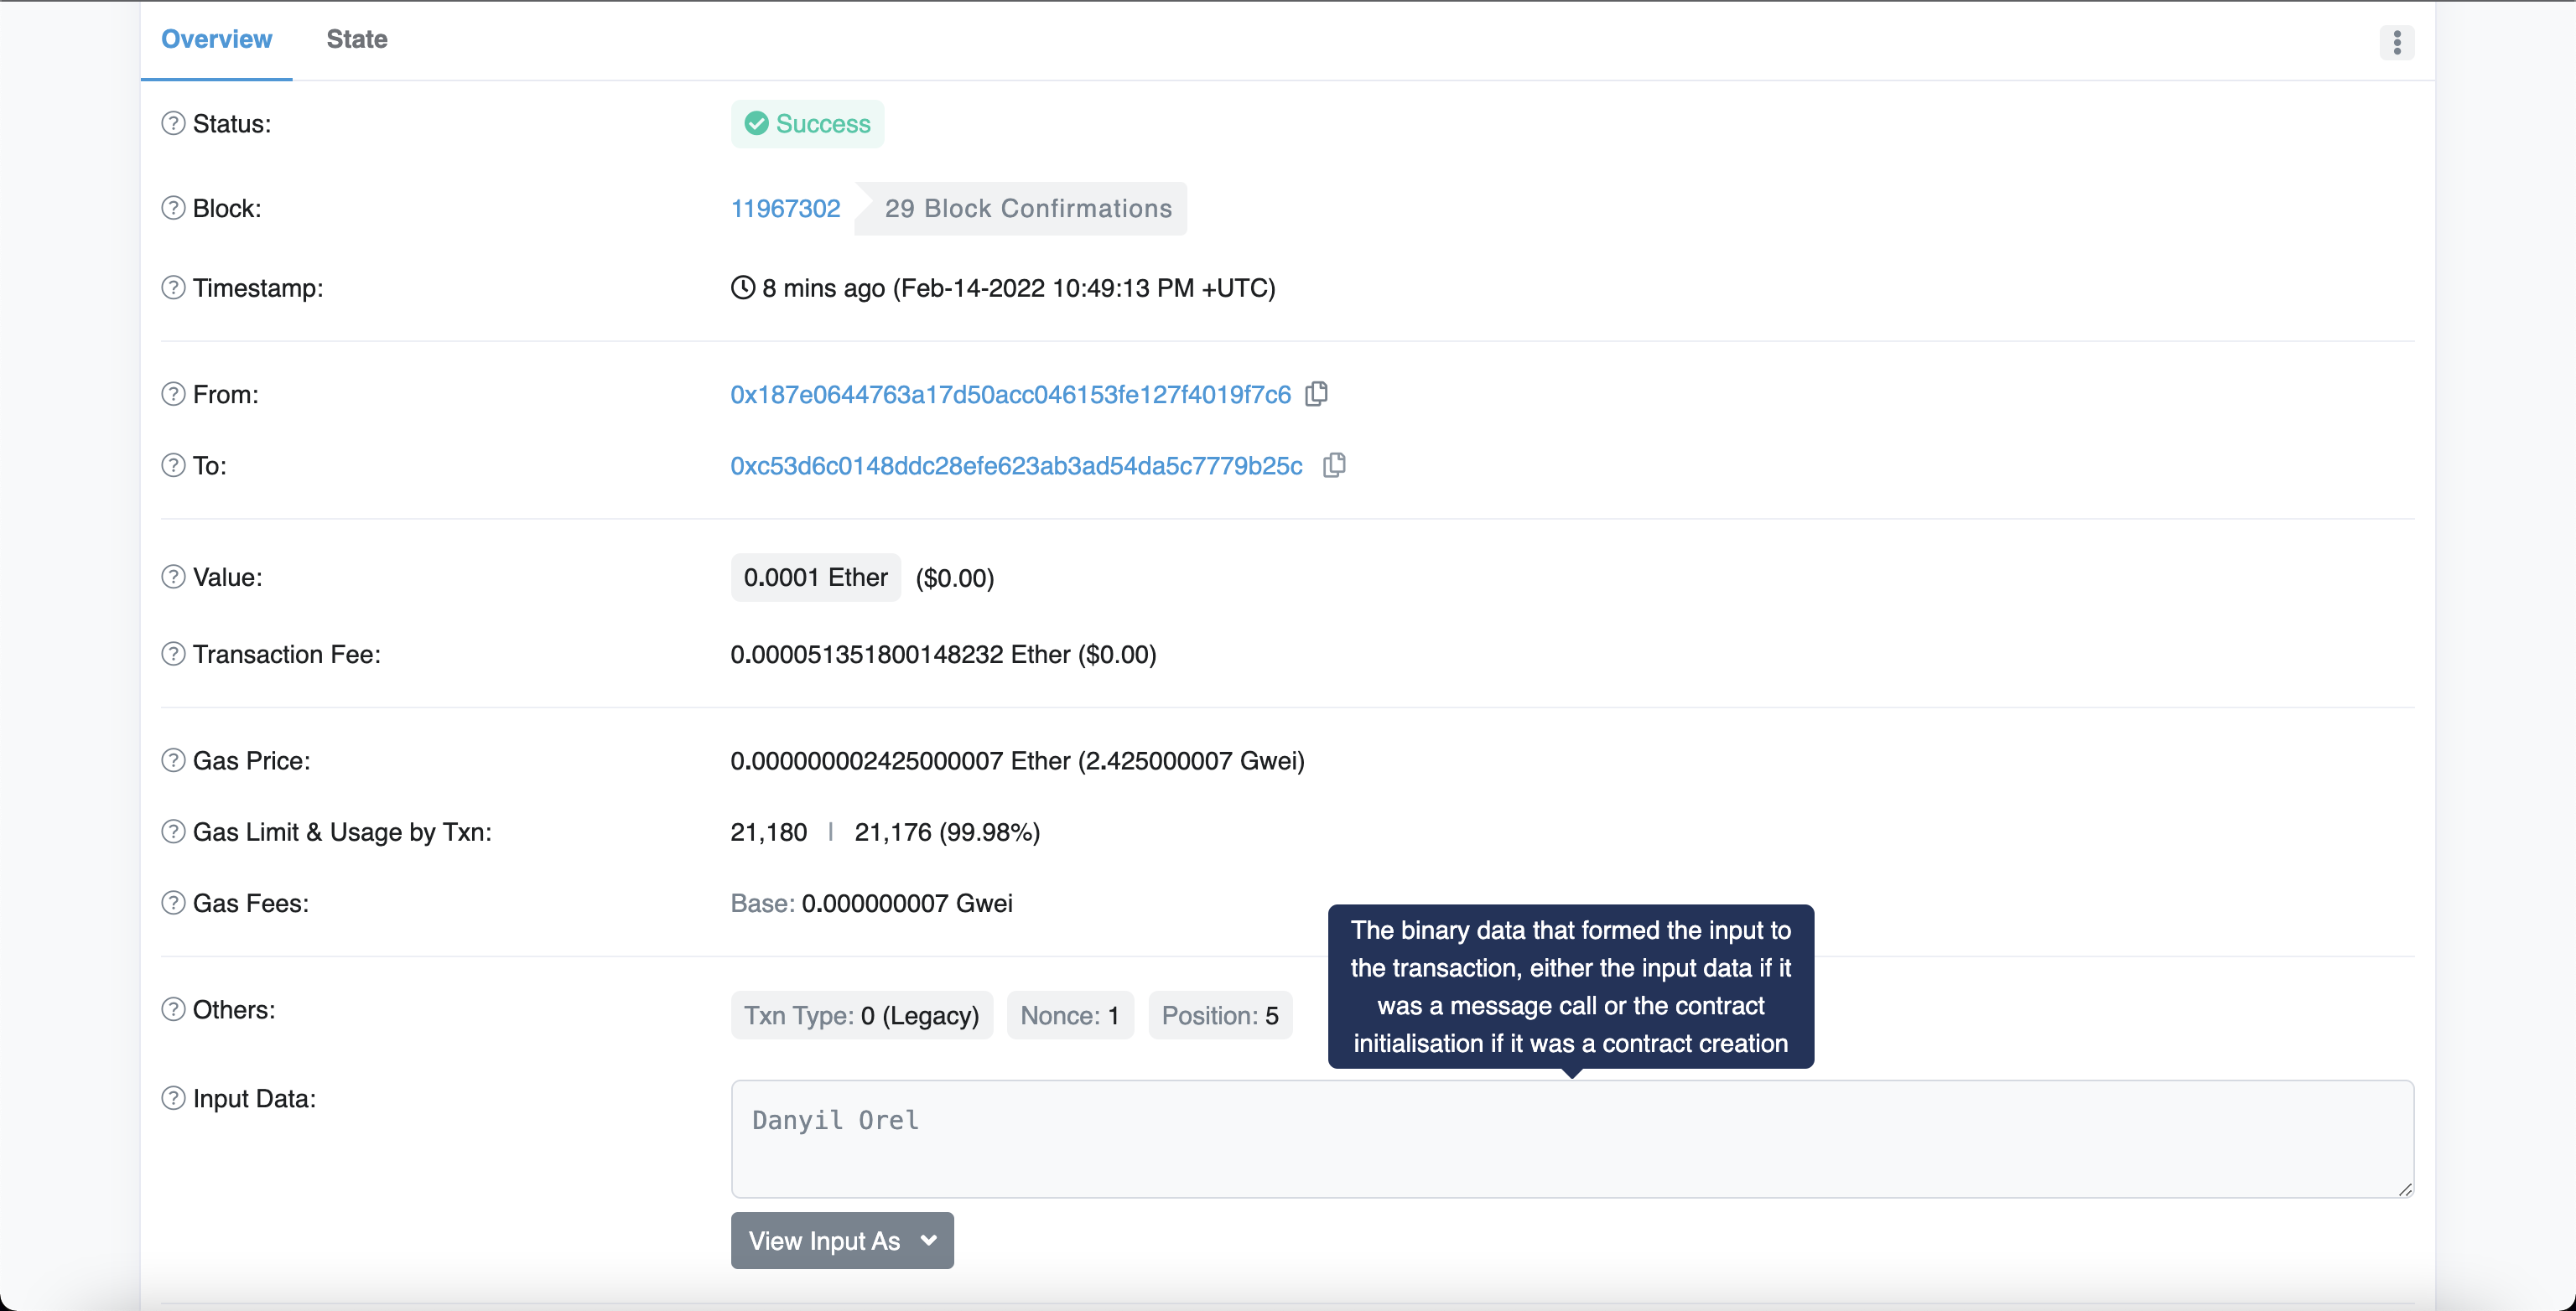 Overview State
Status: Success
Block: 11967302 29 Block Confirmations
Timestamp: 8 mins ago (Feb-14-2022 10:49:13 PM +UTC)
From: 0x187e0644763a17d50acc046153fe127f4019f7c6
To: 0xc53d6c0148ddc28efe623ab3ad54da5c7779b25c
Value: 0.0001 Ether ($0.00)
Transaction Fee: 0.000051351800148232 Ether ($0.00)
Gas Price: 0.000000002425000007 Ether (2.425000007 Gwei)
Gas Limit & Usage by Txn: 21,180 | 21,176 (99.98%)
Gas Fees: Base: 0.000000007 Gwei
The binary data that formed the input to
the transaction, either the input data if it
was a message call or the contract
initialisation if it was a contract creation
Others: Txn Type: 0 (Legacy) Nonce: 1 Position: 5
Input Data: Danyil Orel
View Input As